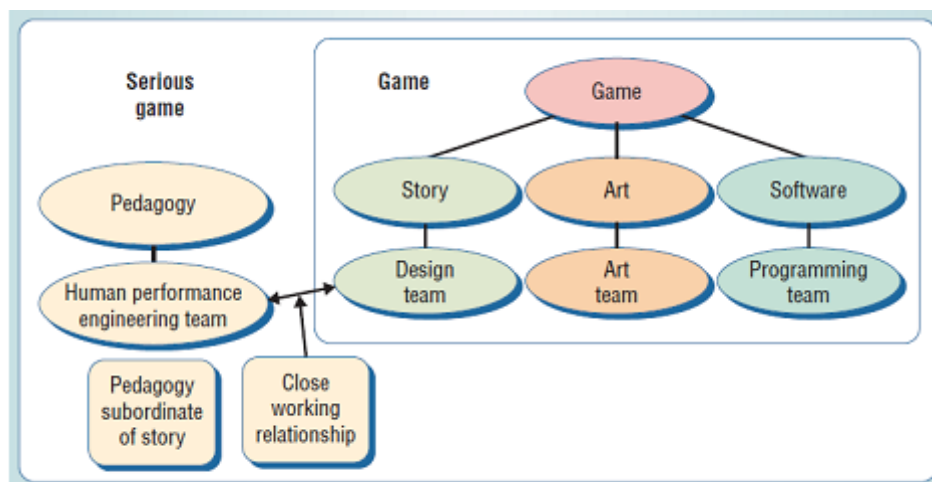 Serious
game
Game
Game
Pedagogy
Story
Art
Software
Human performance
engineering team
Design
team
Art
team
Programming
team
Pedagogy
subordinate
of story
Close
working
relationship